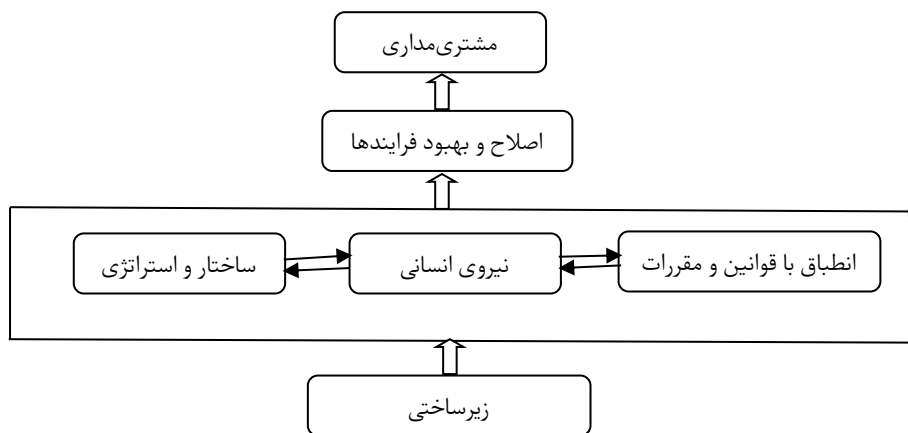 مشتری‌مداری
اصلاح و بهبود فرایندها
انطباق با قوانین و مقررات
نیروی انسانی
ساختار و استراتژی
زیرساختی